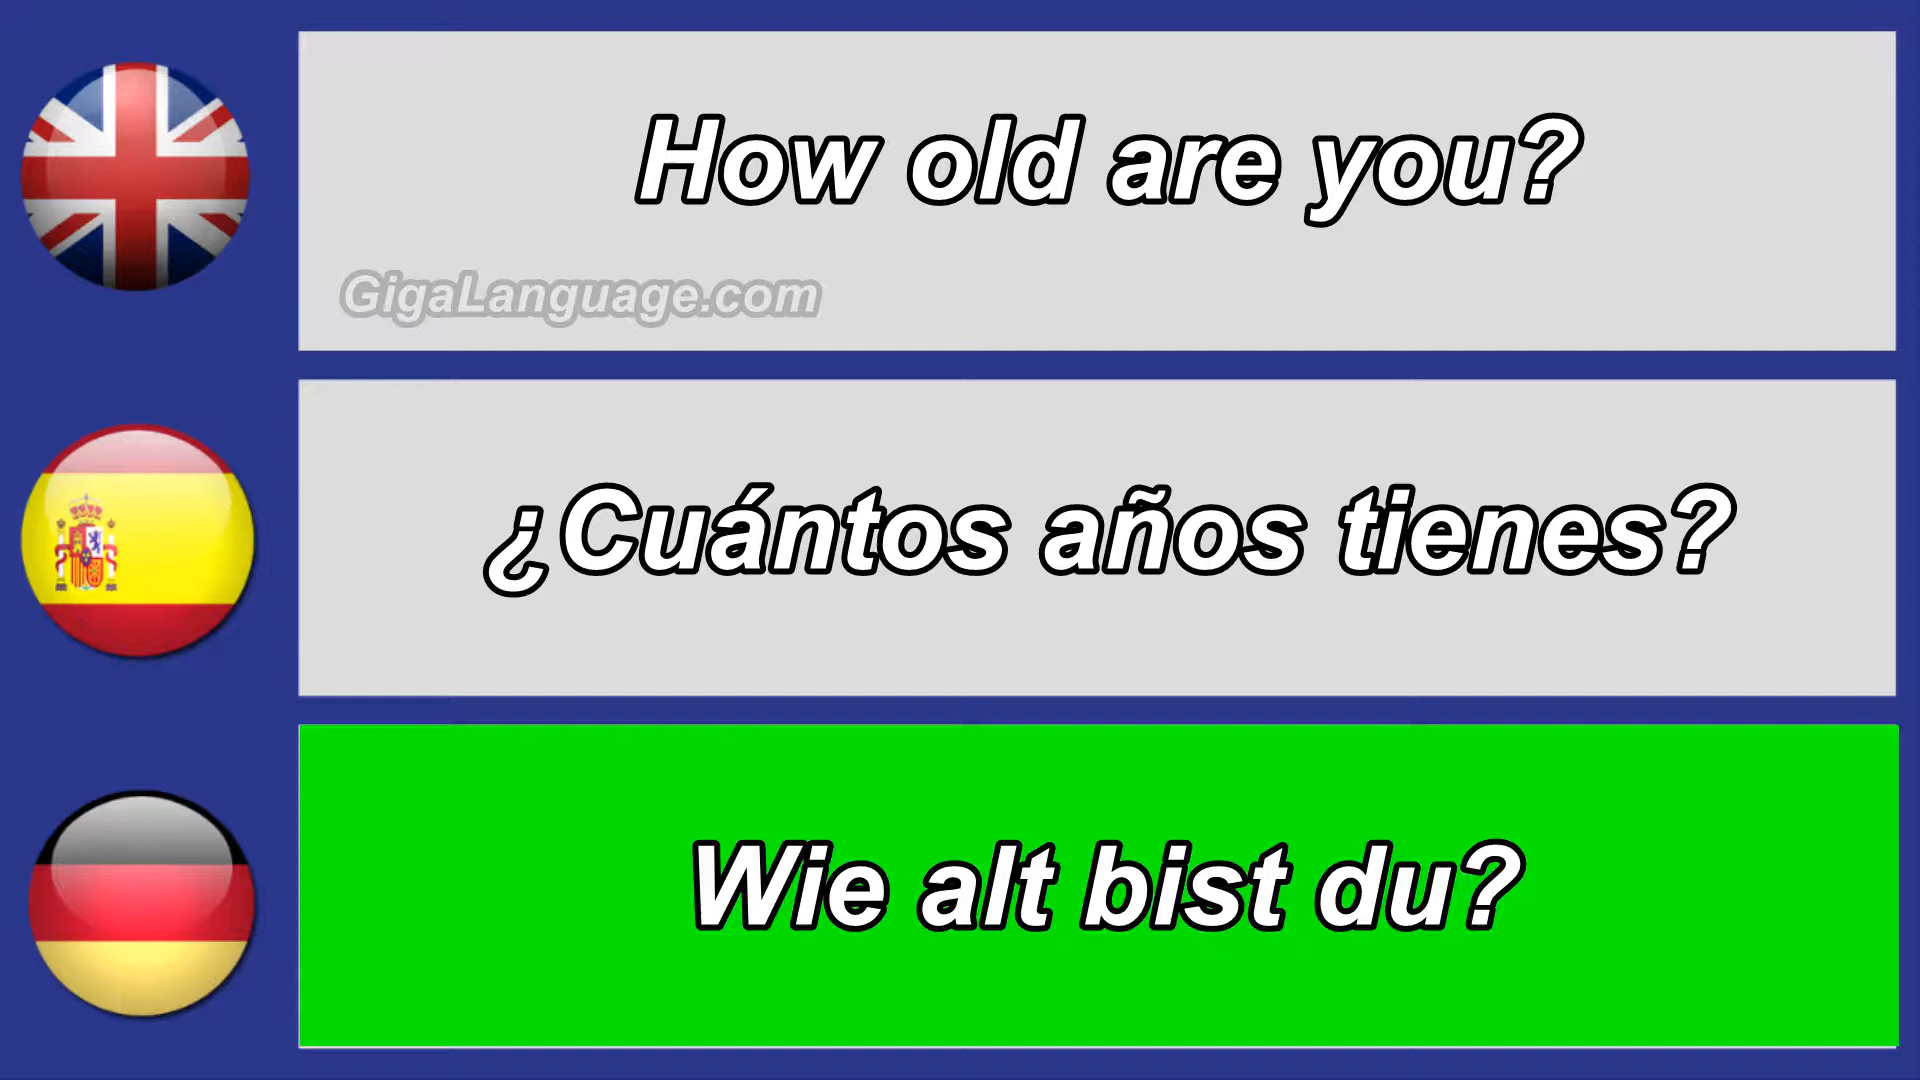 How old are you?
GigaLanguage.com
¿Cuántos años tienes?
Wie alt bist du?